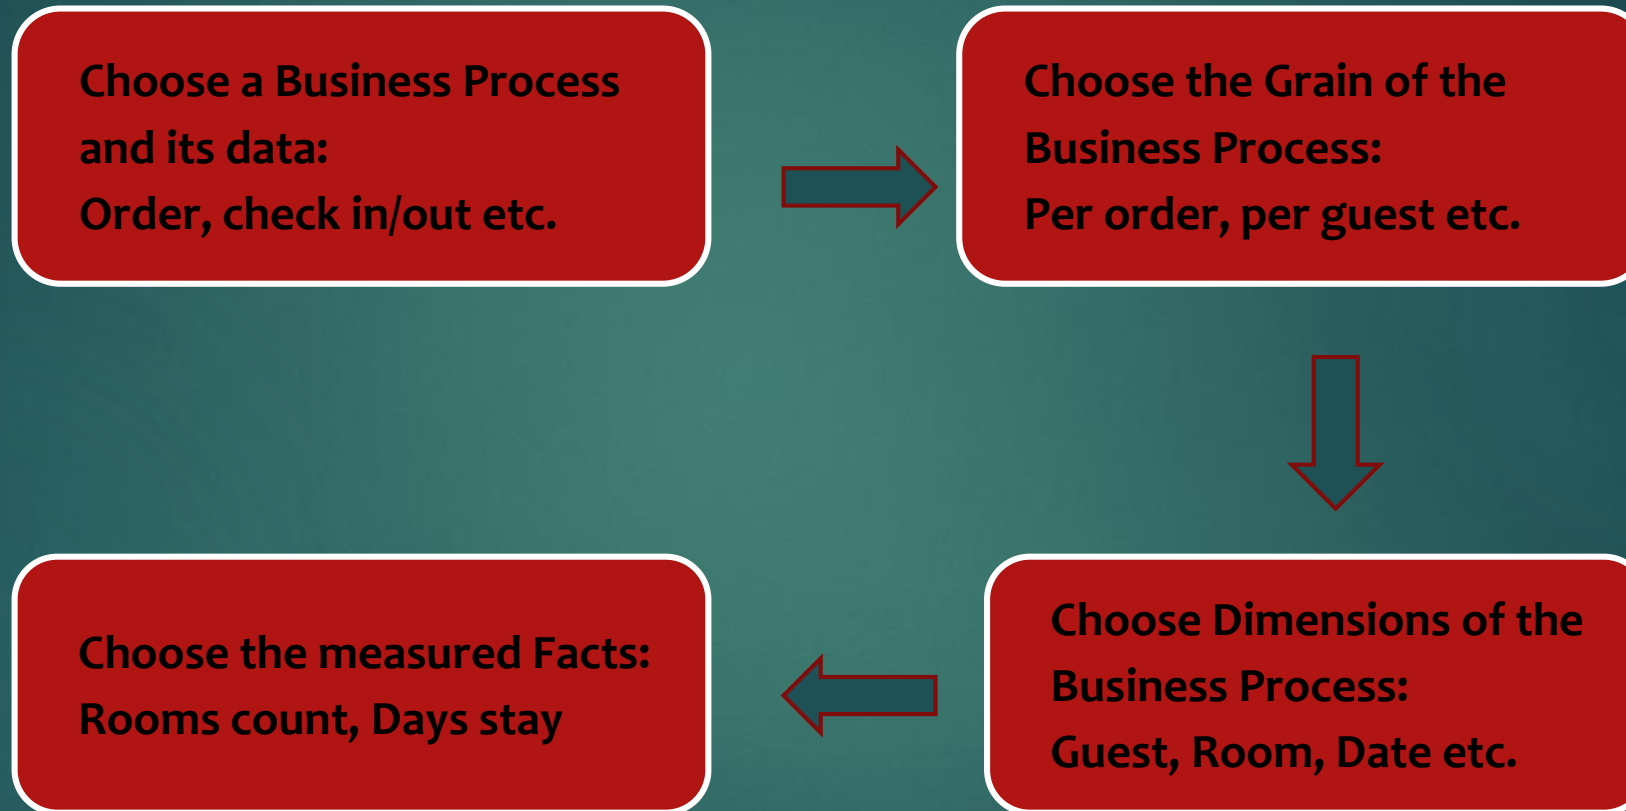 Choose a Business Process
and its data:
Order, check in/out etc.
Choose the Grain of the
Business Process:
Per order, per guest etc.
Choose Dimensions of the
Business Process:
Guest, Room, Date etc.
Choose the measured Facts:
Rooms count, Days stay